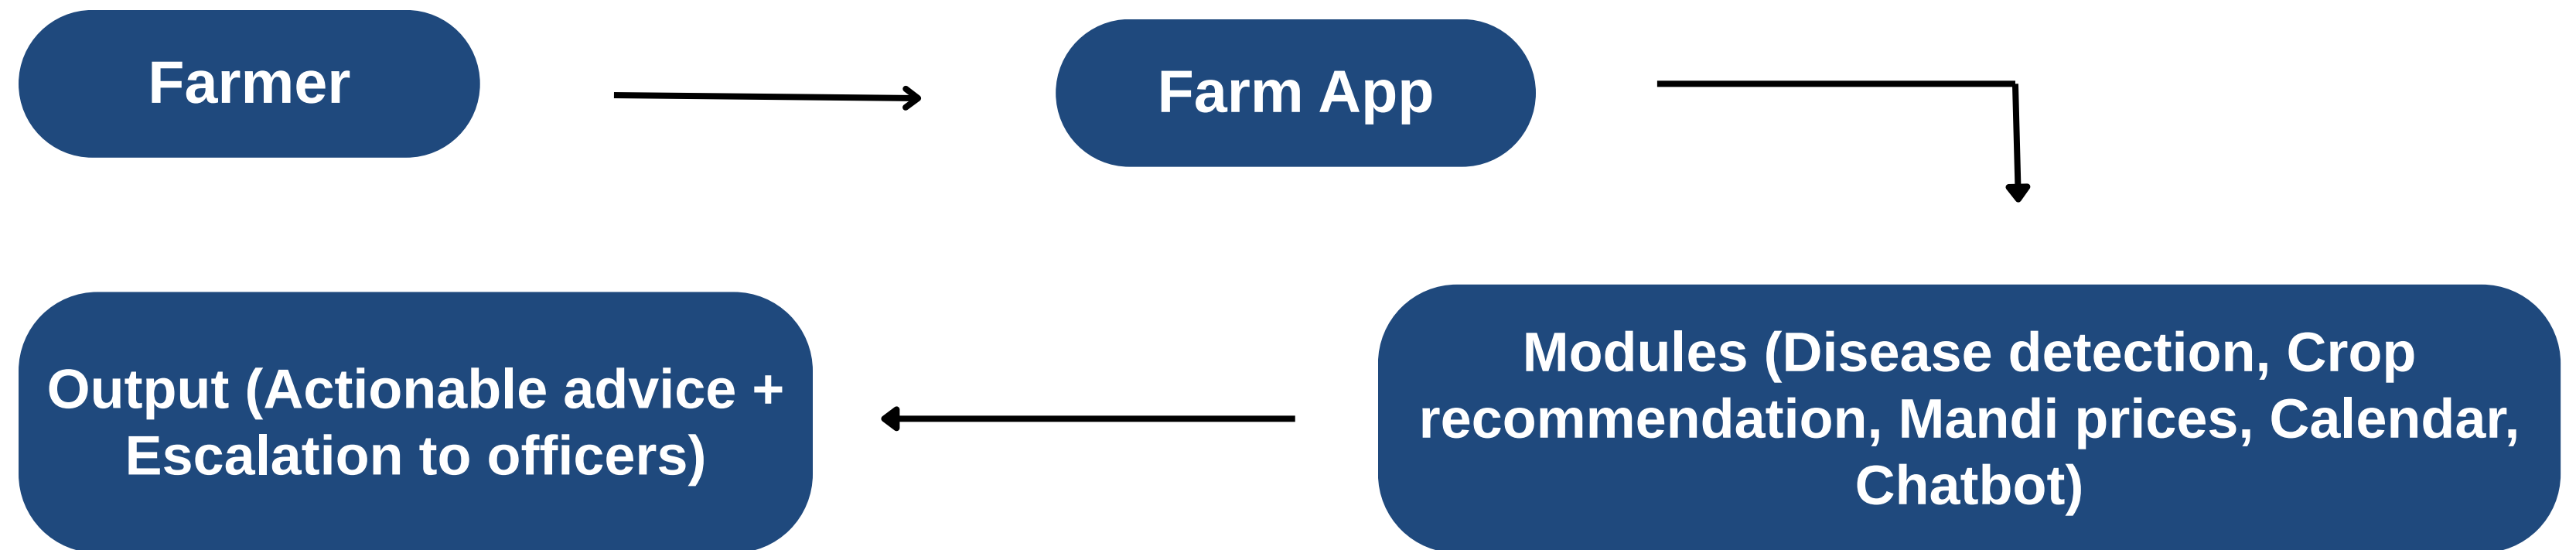 Farmer
Farm App
Output (Actionable advice +
Escalation to officers)
Modules (Disease detection, Crop
recommendation, Mandi prices, Calendar,
Chatbot)